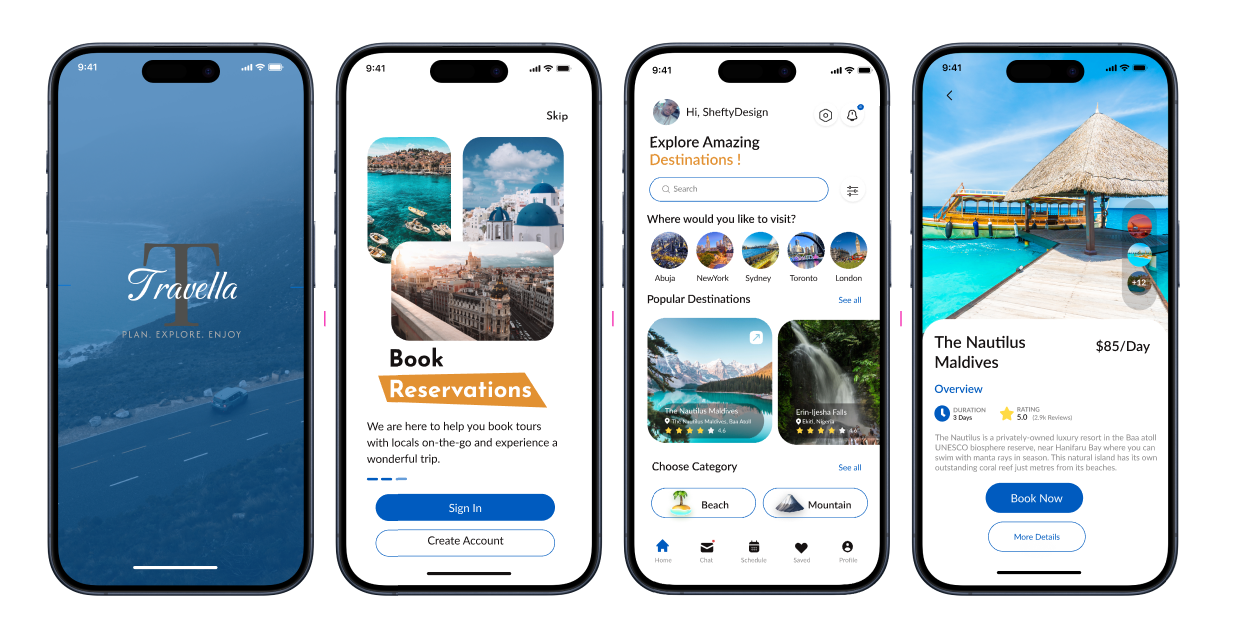 9:41
T
Travella
PLAN. EXPLORE. ENJOY
9:41
Skip
Book
Reservations
We are here to help you book tours
with locals on-the-go and experience a
wonderful trip.
Sign In
Create Account
9:41
Hi, SheftyDesign
Explore Amazing
Destinations !
Search
Where would you like to visit?
Abuja
NewYork
Sydney
Toronto
London
Popular Destinations
See all
The Nautilus Maldives
The Nautilus Maldives, Baa Atoll
4.6
Erin-Ijesha Falls
Ekiti, Nigeria
4.6
Choose Category
See all
Beach
Mountain
Home
Chat
Schedule
Saved
Profile
9:41
+12
The Nautilus
Maldives
$85/Day
Overview
DURATION
3 Days
RATING
5.0 (2.9k Reviews)
The Nautilus is a privately-owned luxury resort in the Baa atoll
UNESCO biosphere reserve, near Hanifaru Bay where you can
swim with manta rays in season. This natural island has its own
outstanding coral reef just metres from its beaches.
Book Now
More Details